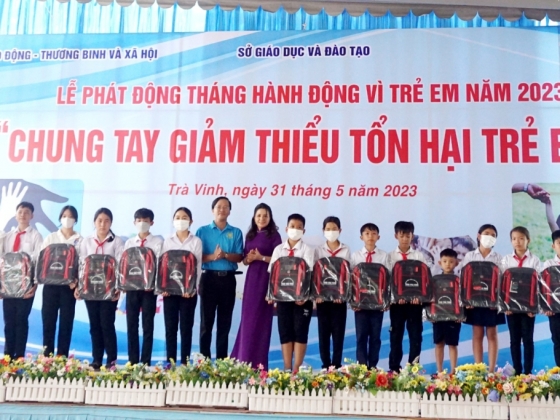 ĐỘNG - THƯƠNG BINH VÀ XÃ HỘI
SỞ GIÁO DỤC VÀ ĐÀO TẠO
LỄ PHÁT ĐỘNG THÁNG HÀNH ĐỘNG VÌ TRẺ EM NĂM 2023
"CHUNG TAY GIẢM THIỂU TỔN HẠI TRẺ E
Trà Vinh, ngày 31 tháng 5 năm 2023